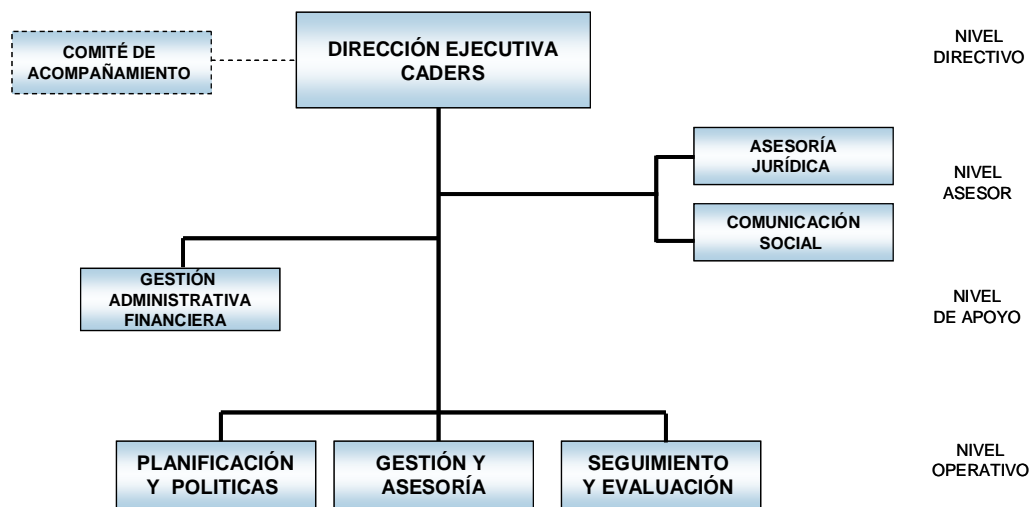 COMITÉ DE
ACOMPAÑAMIENTO
DIRECCIÓN EJECUTIVA
CADERS
NIVEL
DIRECTIVO
ASESORÍA
JURÍDICA
NIVEL
ASESOR
COMUNICACIÓN
SOCIAL
GESTIÓN
ADMINISTRATIVA
FINANCIERA
NIVEL
DE APOYO
PLANIFICACIÓN
Y POLITICAS
GESTIÓN Y
ASESORÍA
SEGUIMIENTO
Y EVALUACIÓN
NIVEL
OPERATIVO